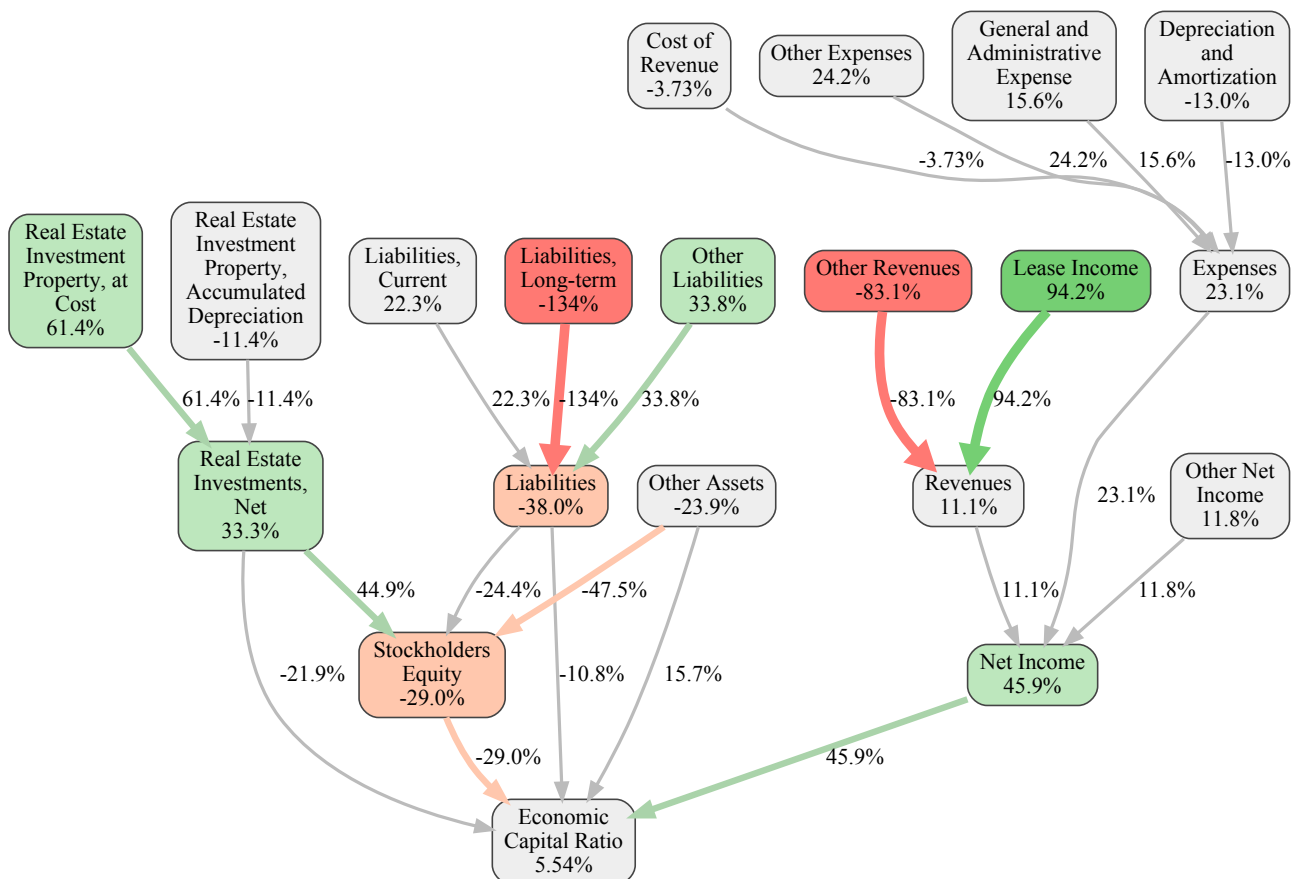 Cost of
Revenue
-3.73%
Other Expenses
24.2%
General and
Administrative
Expense
15.6%
Depreciation
and
Amortization
-13.0%
-3.73%
24.2%
15.6%
-13.0%
Real Estate
Investment
Property, at
Cost
61.4%
Real Estate
Investment
Property,
Accumulated
Depreciation
-11.4%
Liabilities,
Current
22.3%
Liabilities,
Long-term
-134%
Other
Liabilities
33.8%
Other Revenues
-83.1%
Lease Income
94.2%
Expenses
23.1%
61.4%
-11.4%
22.3%
-134%
33.8%
-83.1%
94.2%
Real Estate
Investments,
Net
33.3%
Liabilities
-38.0%
Other Assets
-23.9%
Revenues
11.1%
23.1%
Other Net
Income
11.8%
44.9%
-24.4%
-47.5%
11.1%
11.8%
-21.9%
Stockholders
Equity
-29.0%
-10.8%
15.7%
Net Income
45.9%
-29.0%
45.9%
Economic
Capital Ratio
5.54%